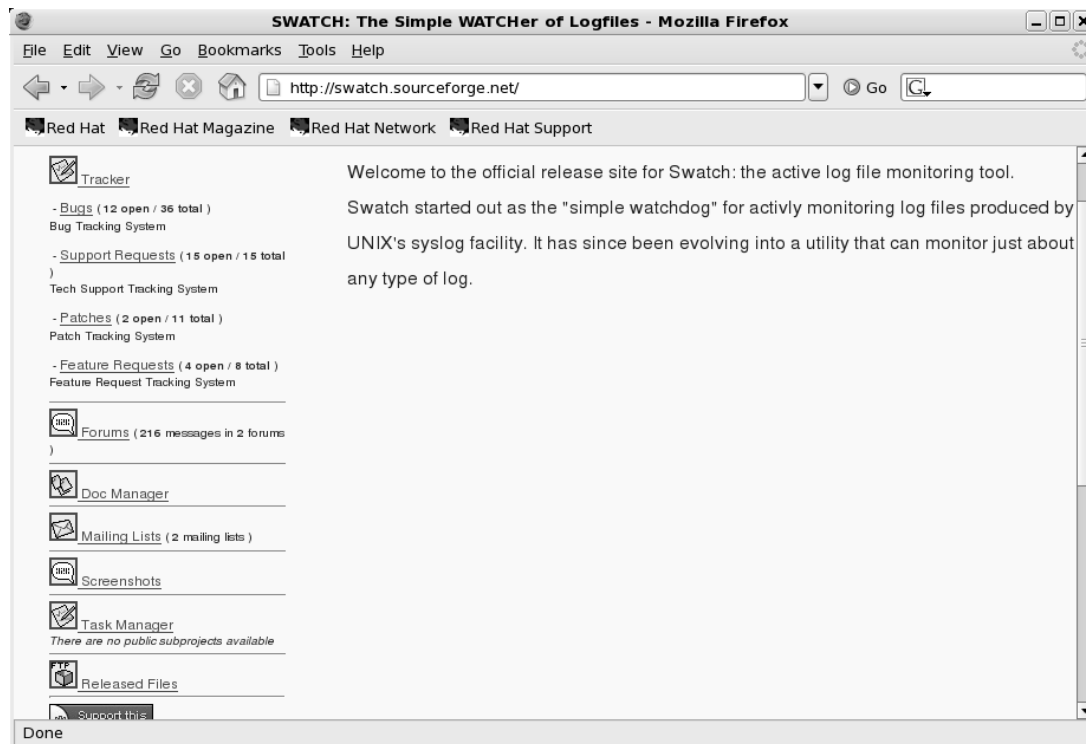 SWATCH: The Simple WATCHer of Logfiles - Mozilla Firefox
File Edit View Go Bookmarks Tools Help
http://swatch.sourceforge.net/
Go
G
Red Hat Red Hat Magazine Red Hat Network Red Hat Support
Tracker
- Bugs ( 12 open / 36 total )
Bug Tracking System
- Support Requests ( 15 open / 15 total
)
Tech Support Tracking System
- Patches ( 2 open / 11 total )
Patch Tracking System
- Feature Requests ( 4 open / 8 total )
Feature Request Tracking System
Forums ( 216 messages in 2 forums
)
Doc Manager
Mailing Lists ( 2 mailing lists )
Screenshots
Task Manager
There are no public subprojects available
FTP
Released Files
Support this
Welcome to the official release site for Swatch: the active log file monitoring tool.
Swatch started out as the "simple watchdog" for activly monitoring log files produced by
UNIX's syslog facility. It has since been evolving into a utility that can monitor just about
any type of log.
Done